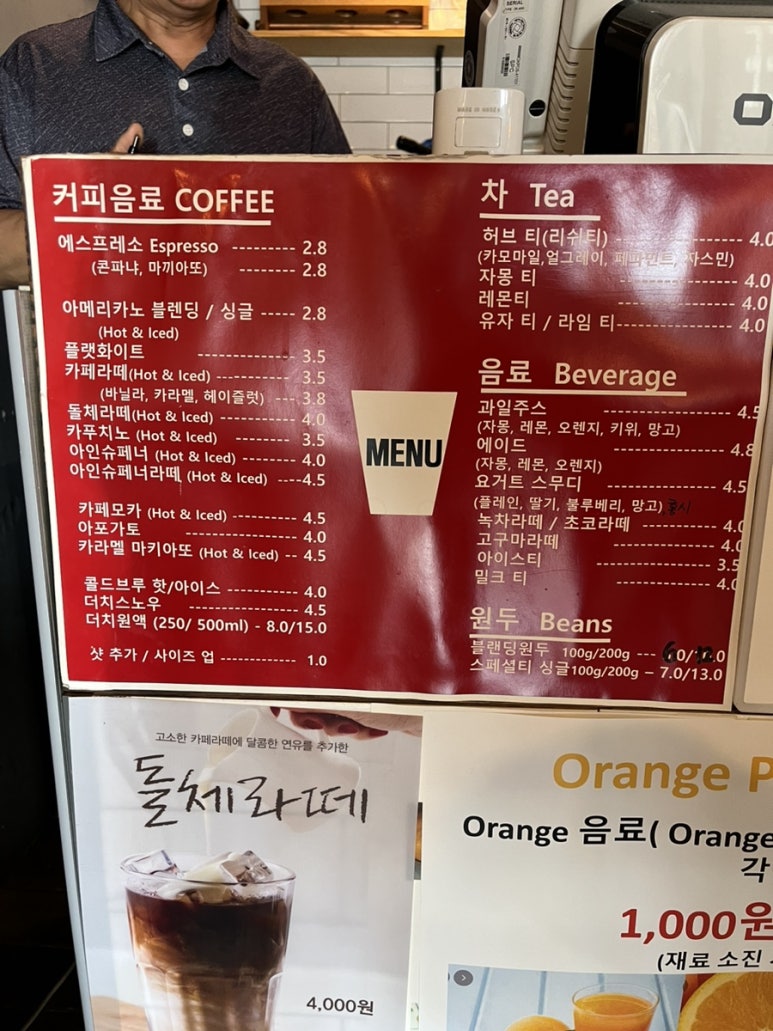 커피음료 COFFEE
에스프레소 Espresso --------- 2.8
(콘파냐, 마끼아또) --------- 2.8
아메리카노 블렌딩 / 싱글 ----- 2.8
(Hot & Iced)
플랫화이트 -------------- 3.5
카페라떼(Hot & Iced) ----------- 3.5
(바닐라, 카라멜, 헤이즐럿) ----3.8
돌체라떼(Hot & Iced) ----------- 4.0
카푸치노 (Hot & Iced) --------- 3.5
아인슈페너 (Hot & Iced) -------- 4.0
아인슈페너라떼 (Hot & Iced) ---4.5
카페모카 (Hot & Iced) ---------- 4.5
아포가토 ---------------- 4.0
카라멜 마키아또 (Hot & Iced) -- 4.5
콜드브루 핫/아이스 ----------- 4.0
더치스노우 --------------- 4.5
더치원액 (250/ 500ml) - 8.0/15.0
샷 추가 / 사이즈 업 ------------ 1.0
MENU
차 Tea
허브 티(리쉬티) ------------------ 4.0
(카모마일,얼그레이, 페파민트, 자스민)
자몽 티 ---------------- 4.0
레몬티 ---------------- 4.0
유자 티 / 라임 티----------------- 4.0
음료 Beverage
과일주스 ------------------ 4.5
(자몽, 레몬, 오렌지, 키위, 망고)
에이드 ---------------- 4.8
(자몽, 레몬, 오렌지)
요거트 스무디 --------------- 4.5
(플레인, 딸기, 불루베리, 망고) 홍시
녹차라떼 / 초코라떼 ----------- 4.0
고구마라떼 --------------- 4.0
아이스티 ------------- 3.5
밀크 티 -------------- 4.0
원두 Beans
블랜딩원두 100g/200g ---
스페셜티 싱글100g/200g – 7.0/13.0
고소한 카페라떼에 달콤한 연유를 추가한
돌체라떼
4,000원
Orange P
Orange 음료( Orange
각
1,000원
(재료 소진